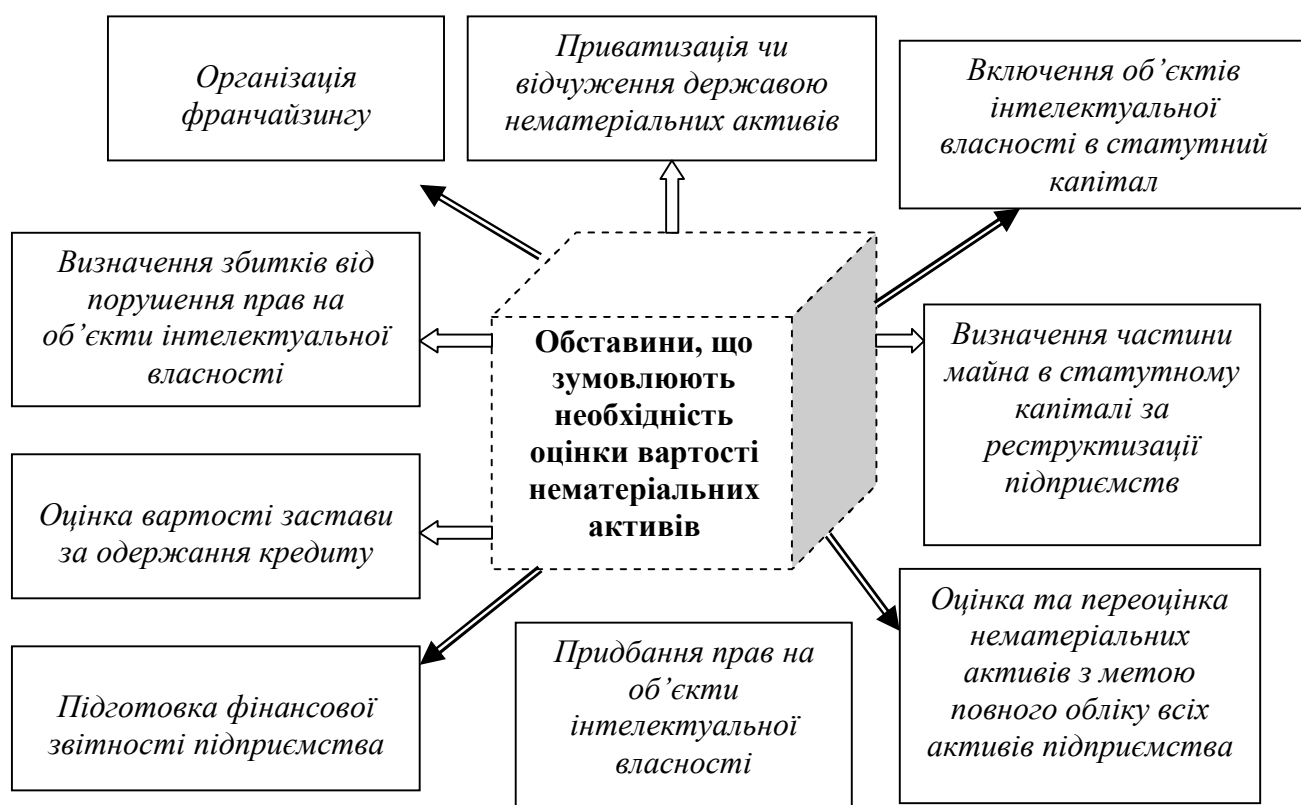 Організація
франчайзингу
Приватизація чи
відчуження державою
нематеріальних активів
Включення об’єктів
інтелектуальної
власності в статутний
капітал
Визначення збитків від
порушення прав на
об’єкти інтелектуальної
власності
Обставини, що
зумовлюють
необхідність
оцінки вартості
нематеріальних
активів
Визначення частини
майна в статутному
капіталі за
реструктизації
підприємств
Оцінка вартості застави
за одержання кредиту
Підготовка фінансової
звітності підприємства
Придбання прав на
об’єкти
інтелектуальної
власності
Оцінка та переоцінка
нематеріальних
активів з метою
повного обліку всіх
активів підприємства